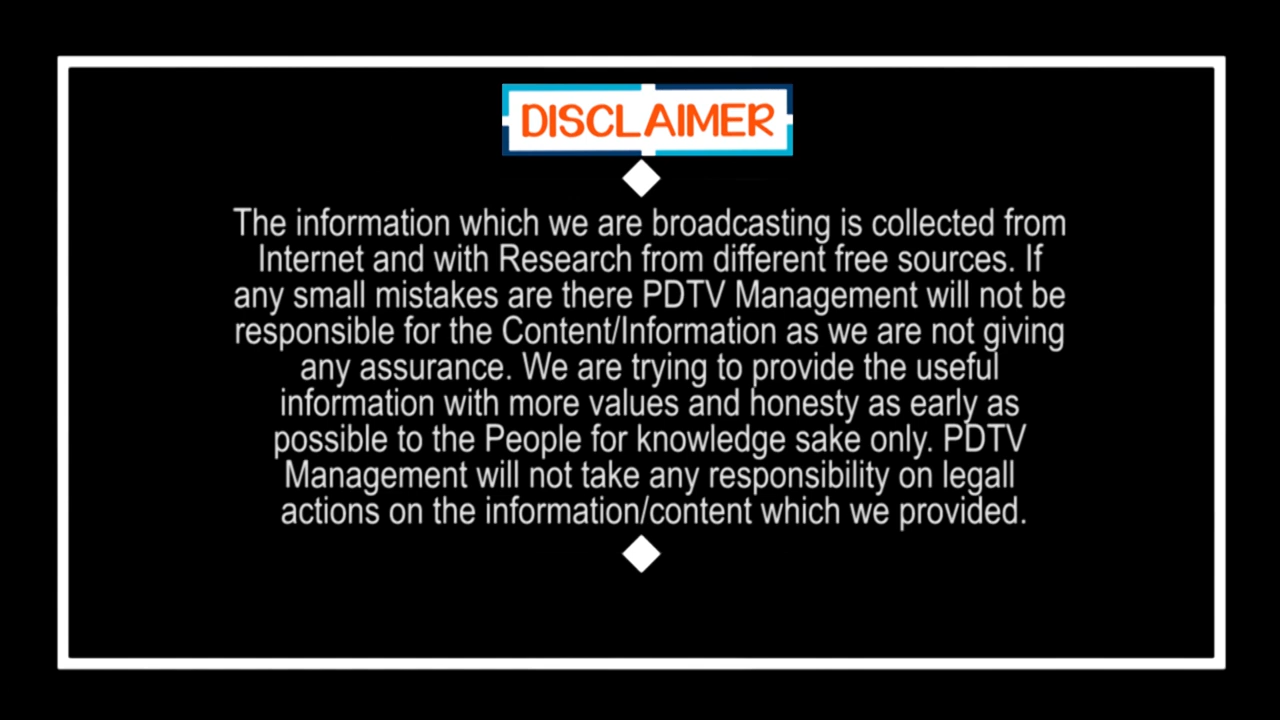 DISCLAIMER
The information which we are broadcasting is collected from
Internet and with Research from different free sources. If
any small mistakes are there PDTV Management will not be
responsible for the Content/Information as we are not giving
any assurance. We are trying to provide the useful
information with more values and honesty as early as
possible to the People for knowledge sake only. PDTV
Management will not take any responsibility on legall
actions on the information/content which we provided.